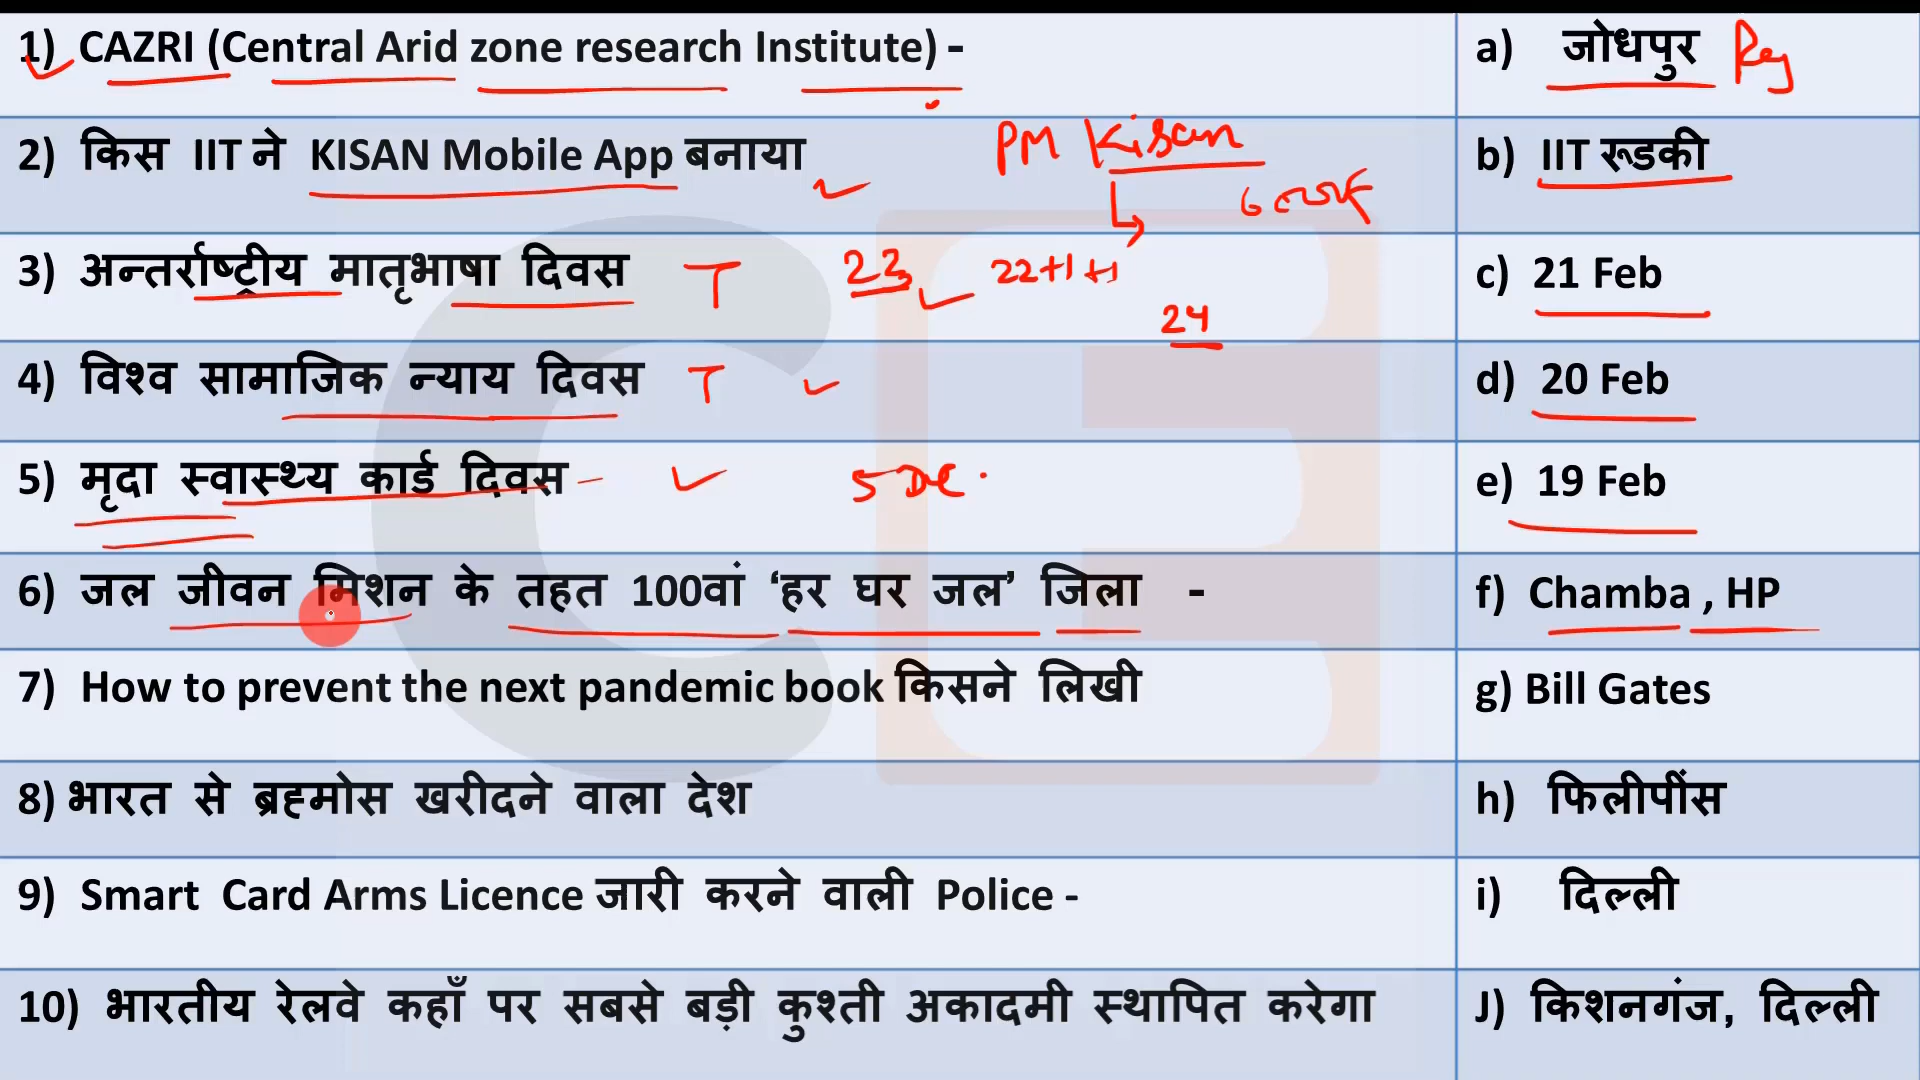 1) CAZRI (Central Arid zone research Institute) -
a) जोधपुर Raj
PM Kisan
2) किस IIT ने KISAN Mobile App बनाया
b) IIT रूडकी
3) अन्तर्राष्ट्रीय मातृभाषा दिवस T 22+1+1
c) 21 Feb
24
4) विश्व सामाजिक न्याय दिवस T
d) 20 Feb
5) मृदा स्वास्थ्य कार्ड दिवस - 5 Dec.
e) 19 Feb
6) जल जीवन मिशन के तहत 100वां ‘हर घर जल’ जिला -
f) Chamba , HP
7) How to prevent the next pandemic book किसने लिखी
g) Bill Gates
8) भारत से ब्रह्मोस खरीदने वाला देश
h) फिलीपींस
9) Smart Card Arms Licence जारी करने वाली Police -
i) दिल्ली
10) भारतीय रेलवे कहाँ पर सबसे बड़ी कुश्ती अकादमी स्थापित करेगा
J) किशनगंज, दिल्ली